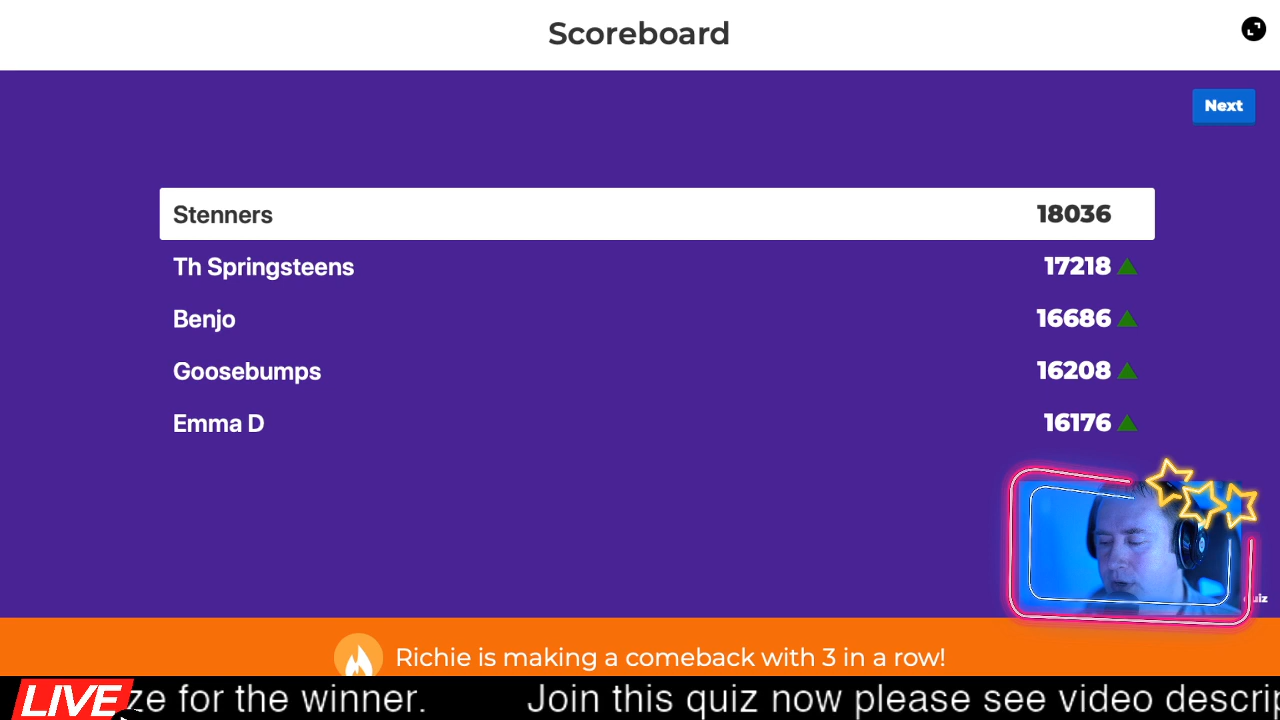 Scoreboard
Next
Stenners 18036
Th Springsteens 17218
Benjo 16686
Goosebumps 16208
Emma D 16176
Richie is making a comeback with 3 in a row!
LIVE
ze for the winner. Join this quiz now please see video descrip